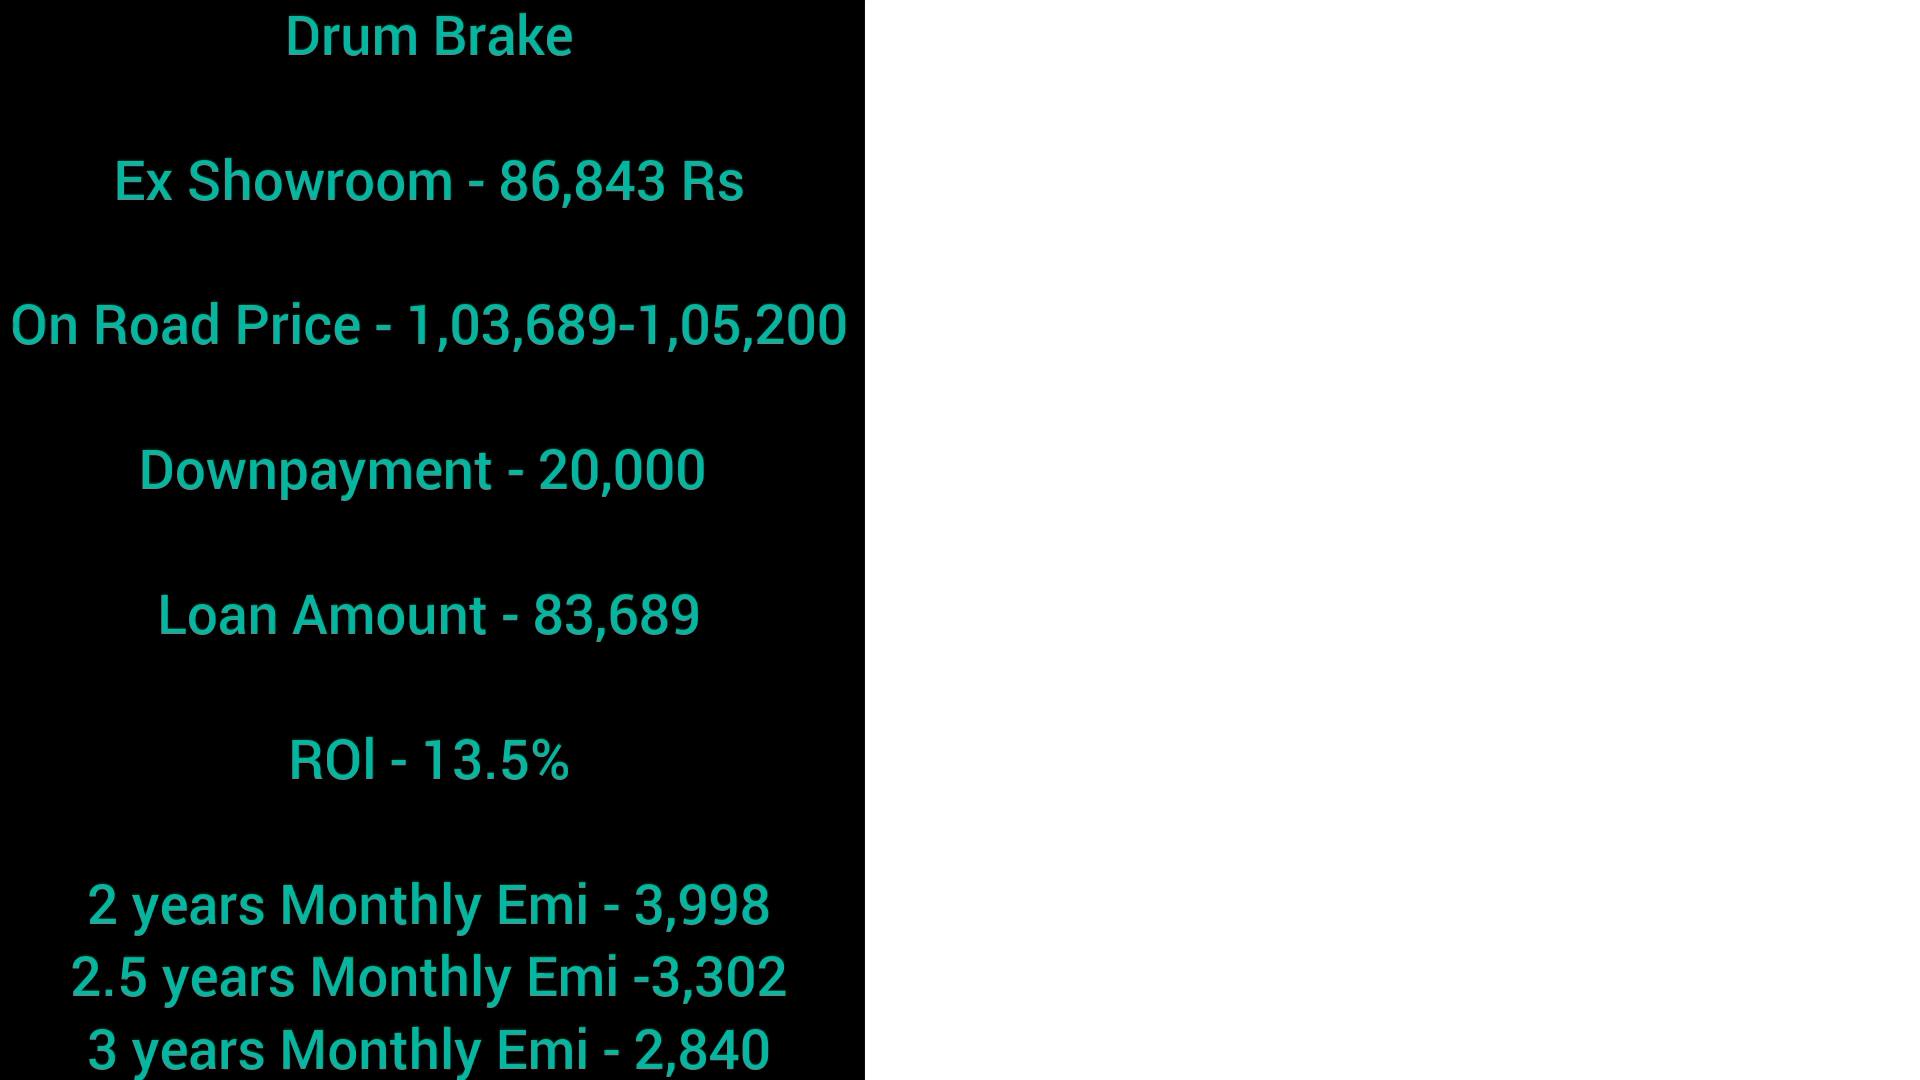 Drum Brake
Ex Showroom - 86,843 Rs
On Road Price - 1,03,689-1,05,200
Downpayment - 20,000
Loan Amount - 83,689
ROl - 13.5%
2 years Monthly Emi - 3,998
2.5 years Monthly Emi -3,302
3 years Monthly Emi - 2,840